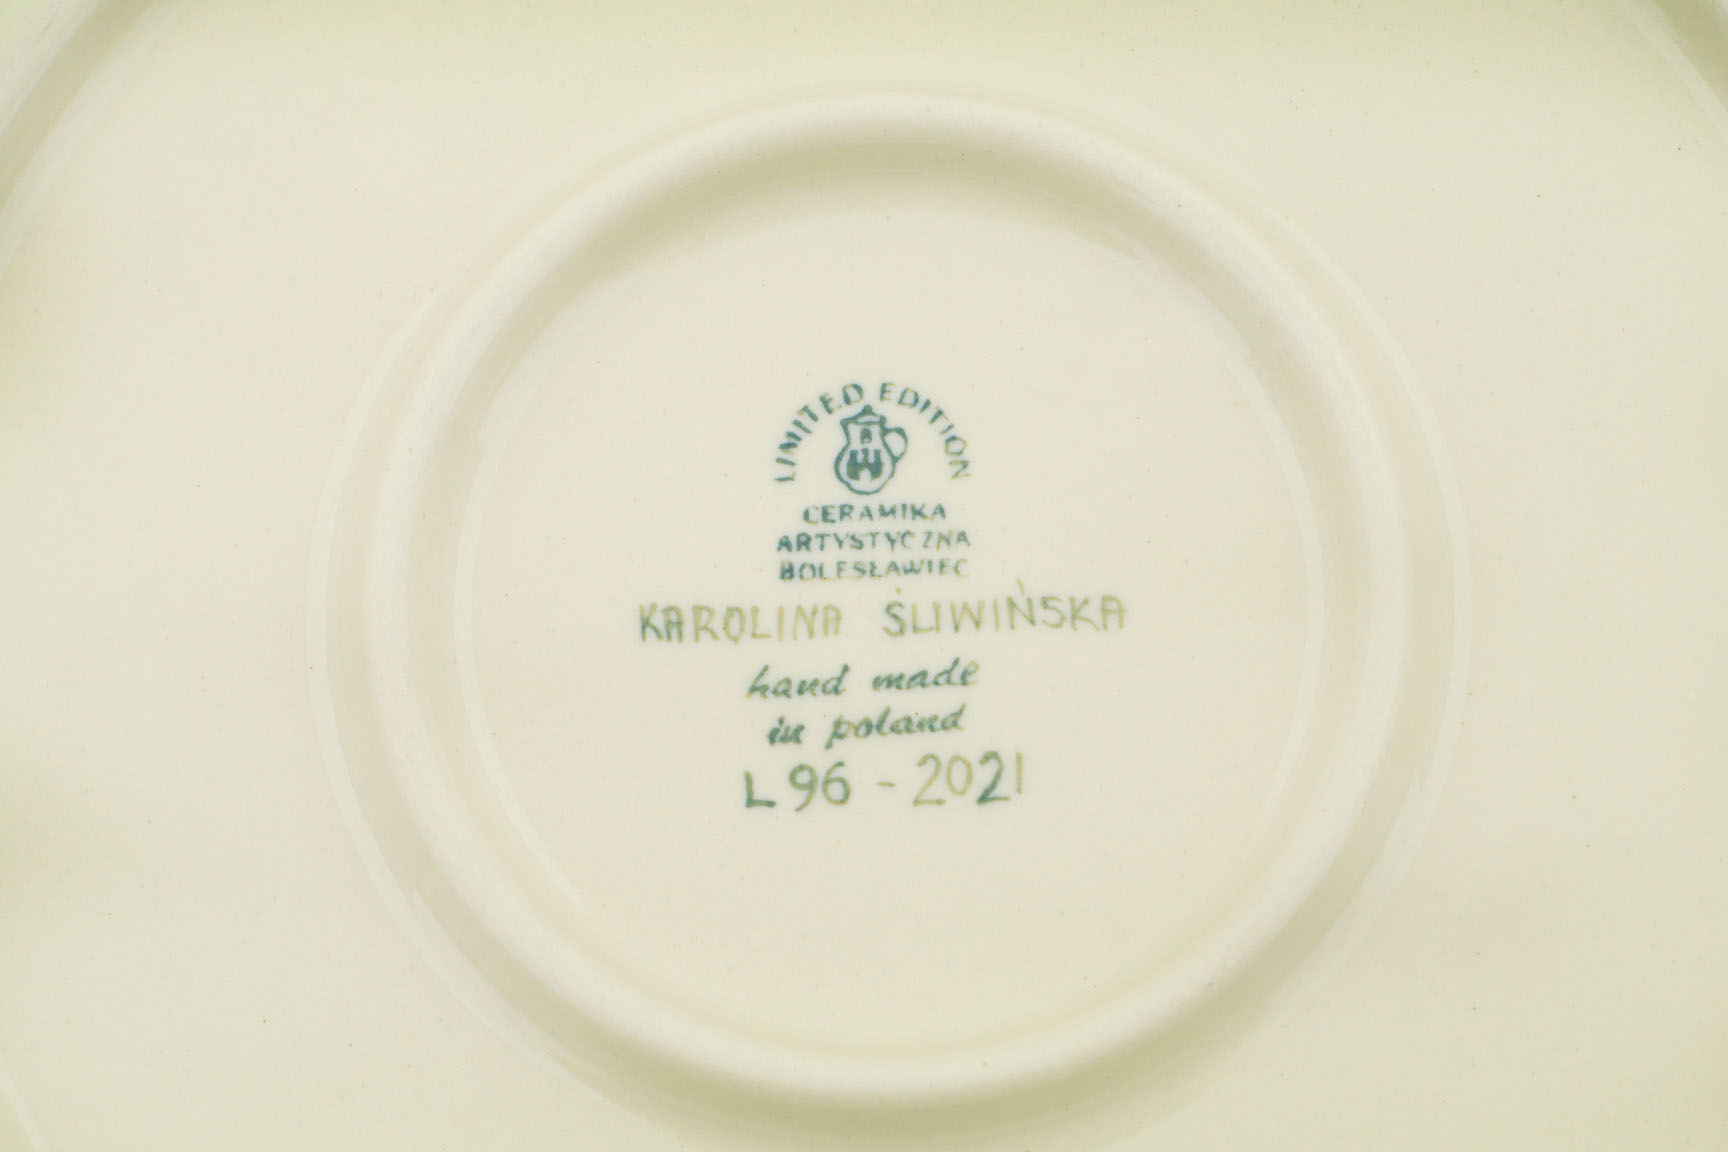 LIMITED EDITION
CERAMIKA
ARTYSTYCZNA
BOLESŁAWIEC
KAROLINA ŚLIWIŃSKA
hand made
in poland
L96 - 2021